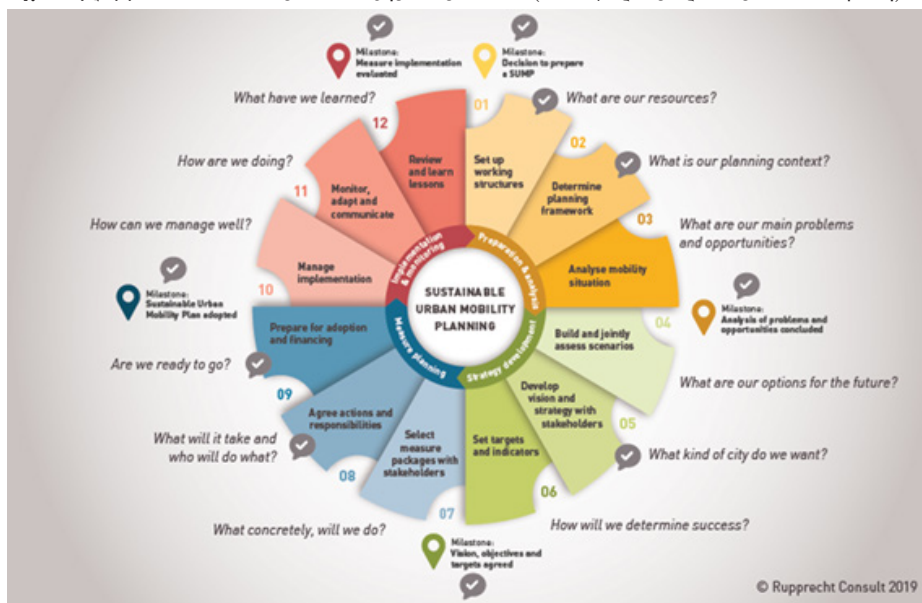 Milestone:
Measure implementation
evaluated
Milestone:
Decision to prepare
a SUMP
What have we learned?
What are our resources?
12
01
Review
and learn
lessons
Set up
working
structures
02
How are we doing?
What is our planning context?
11
Monitor,
adapt and
communicate
Determine
planning
framework
03
How can we manage well?
What are our main problems
and opportunities?
10
Manage
implementation
Analyse mobility
situation
Implementation
& monitoring
Preparation & analysis
SUSTAINABLE
URBAN MOBILITY
PLANNING
Measure planning
Strategy development
Milestone:
Sustainable Urban
Mobility Plan adopted
Milestone:
Analysis of problems and
opportunities concluded
Prepare for adoption
and financing
Build and jointly
assess scenarios
04
Are we ready to go?
What are our options for the future?
09
Agree actions and
responsibilities
Develop
vision and
strategy with
stakeholders
05
What will it take and
who will do what?
What kind of city do we want?
08
Select
measure
packages with
stakeholders
Set targets
and indicators
06
07
What concretely, will we do?
How will we determine success?
Milestone:
Vision, objectives and
targets agreed
© Rupprecht Consult 2019